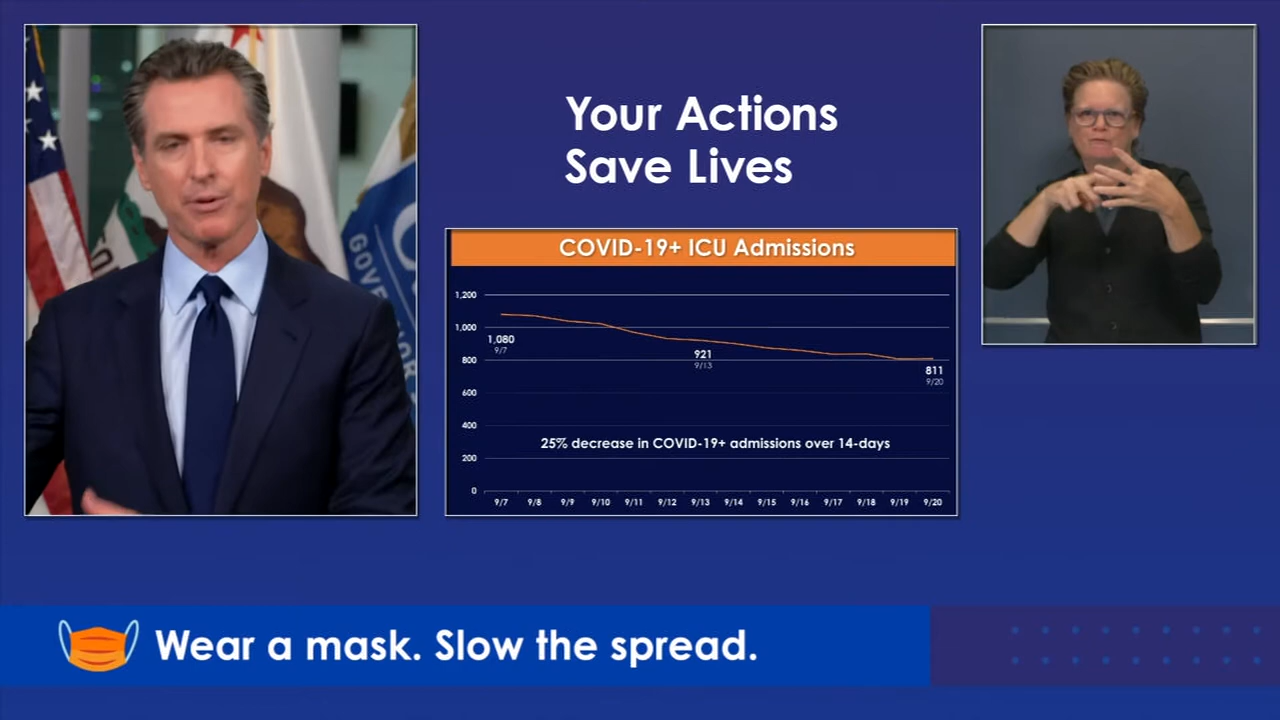 Your Actions
Save Lives
COVID-19+ ICU Admissions
1,200
1,000
800
600
400
200
0
1,080
9/7
921
9/13
811
9/20
25% decrease in COVID-19+ admissions over 14-days
9/7 9/8 9/9 9/10 9/11 9/12 9/13 9/14 9/15 9/16 9/17 9/18 9/19 9/20
GOVERNOR
Wear a mask. Slow the spread.